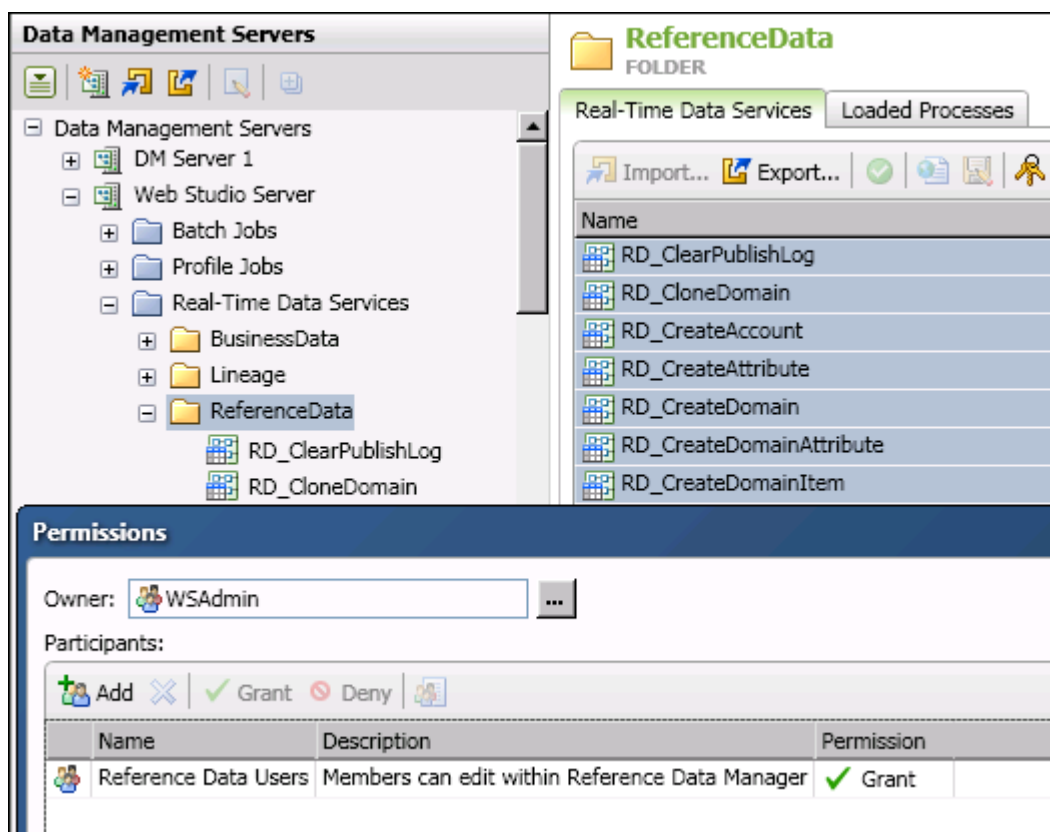 Data Management Servers
Data Management Servers
DM Server 1
Web Studio Server
Batch Jobs
Profile Jobs
Real-Time Data Services
BusinessData
Lineage
ReferenceData
RD_ClearPublishLog
RD_CloneDomain
ReferenceData
FOLDER
Real-Time Data Services Loaded Processes
Import... Export...
Name
RD_ClearPublishLog
RD_CloneDomain
RD_CreateAccount
RD_CreateAttribute
RD_CreateDomain
RD_CreateDomainAttribute
RD_CreateDomainItem
Permissions
Owner: WSAdmin ...
Participants:
Add Grant Deny
Name Description Permission
Reference Data Users Members can edit within Reference Data Manager Grant